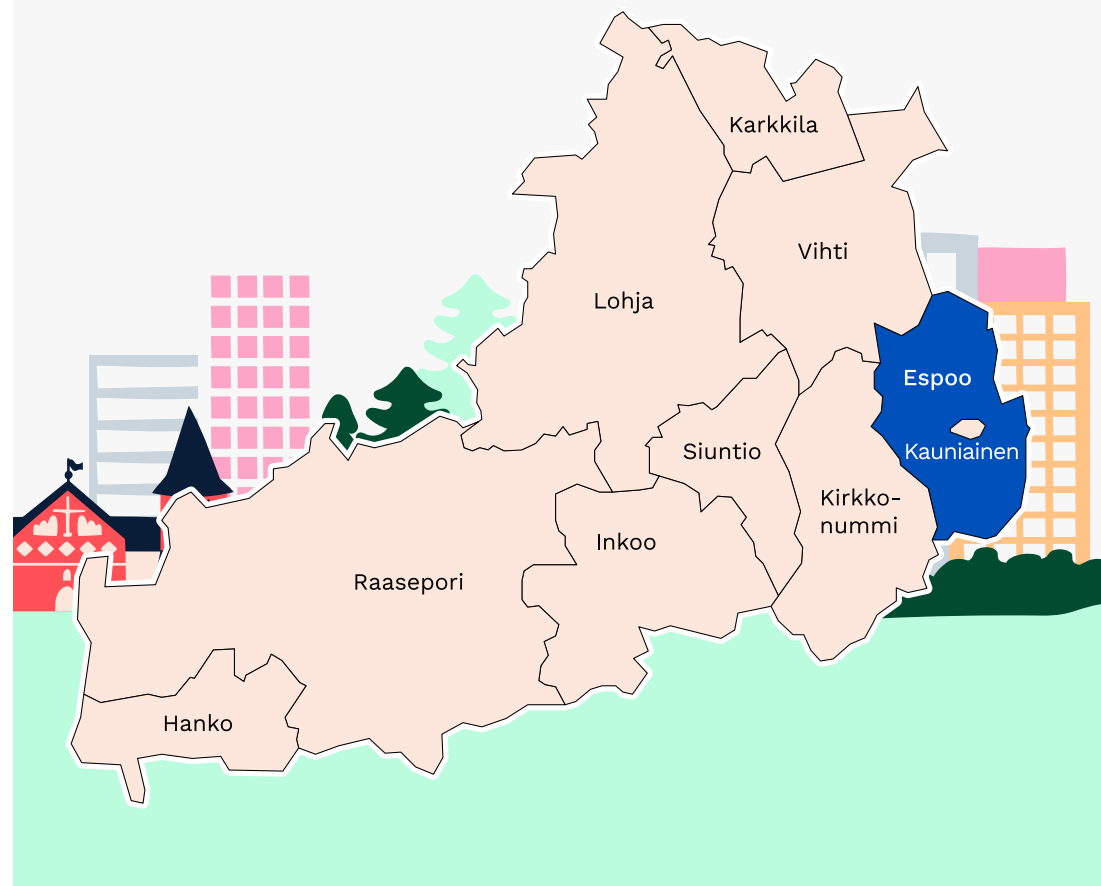 Karkkila
Vihti
Lohja
Espoo
Kauniainen
Siuntio
Kirkko-
nummi
Inkoo
Raasepori
Hanko